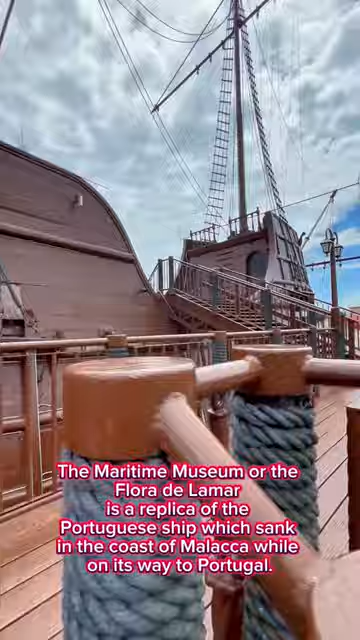 The Maritime Museum or the
Flora de Lamar
is a replica of the
Portuguese ship which sank
in the coast of Malacca while
on its way to Portugal.